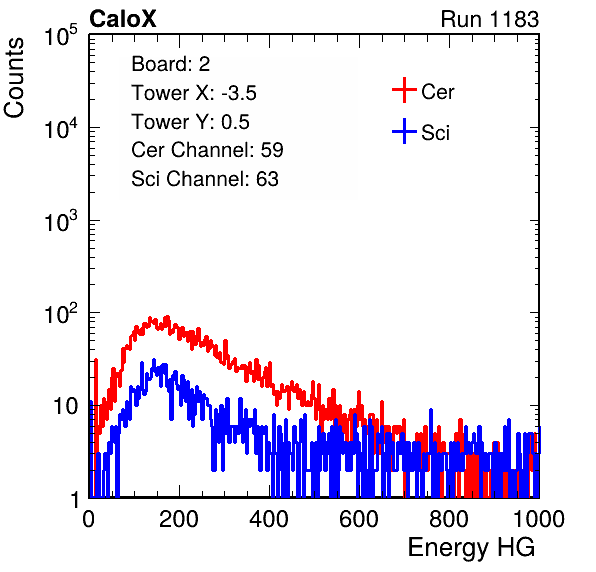 CaloX Run 1183
Counts
10^5
10^4
10^3
10^2
10
1
Board: 2
Tower X: -3.5
Tower Y: 0.5
Cer Channel: 59
Sci Channel: 63
Cer
Sci
0 200 400 600 800 1000
Energy HG